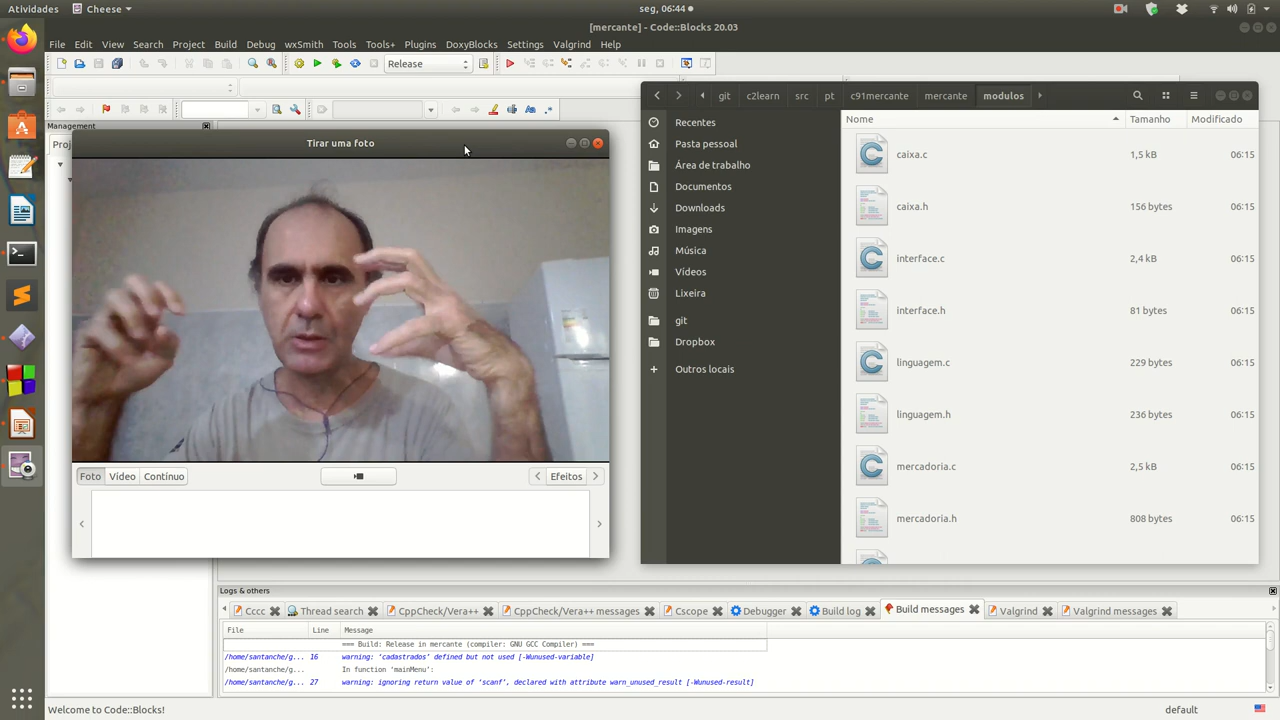 Atividades Cheese seg, 06:44
[mercante] - Code::Blocks 20.03
File Edit View Search Project Build Debug wxSmith Tools Tools+ Plugins DoxyBlocks Settings Valgrind Help
Release
Management
Proj
Tirar uma foto
Foto Vídeo Contínuo
Efeitos
git c2learn src pt c91mercante mercante modulos
Recentes
Pasta pessoal
Área de trabalho
Documentos
Downloads
Imagens
Música
Vídeos
Lixeira
git
Dropbox
Outros locais
Nome Tamanho Modificado
caixa.c 1,5 kB 06:15
caixa.h 156 bytes 06:15
interface.c 2,4 kB 06:15
interface.h 81 bytes 06:15
linguagem.c 229 bytes 06:15
linguagem.h 236 bytes 06:15
mercadoria.c 2,5 kB 06:15
mercadoria.h 808 bytes 06:15
Logs & others
Cccc Thread search CppCheck/Vera++ CppCheck/Vera++ messages Cscope Debugger Build log Build messages Valgrind Valgrind messages
File Line Message
=== Build: Release in mercante (compiler: GNU GCC Compiler) ===
/home/santanche/g... 16 warning: ‘cadastrados’ defined but not used [-Wunused-variable]
/home/santanche/g... In function ‘mainMenu’:
/home/santanche/g... 27 warning: ignoring return value of ‘scanf’, declared with attribute warn_unused_result [-Wunused-result]
Welcome to Code::Blocks! default